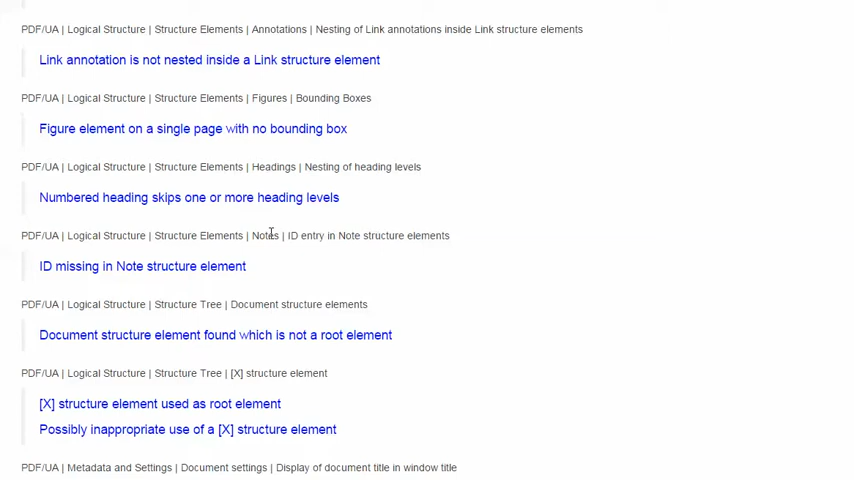 PDF/UA | Logical Structure | Structure Elements | Annotations | Nesting of Link annotations inside Link structure elements
Link annotation is not nested inside a Link structure element
PDF/UA | Logical Structure | Structure Elements | Figures | Bounding Boxes
Figure element on a single page with no bounding box
PDF/UA | Logical Structure | Structure Elements | Headings | Nesting of heading levels
Numbered heading skips one or more heading levels
PDF/UA | Logical Structure | Structure Elements | Notes | ID entry in Note structure elements
ID missing in Note structure element
PDF/UA | Logical Structure | Structure Tree | Document structure elements
Document structure element found which is not a root element
PDF/UA | Logical Structure | Structure Tree | [X] structure element
[X] structure element used as root element
Possibly inappropriate use of a [X] structure element
PDF/UA | Metadata and Settings | Document settings | Display of document title in window title